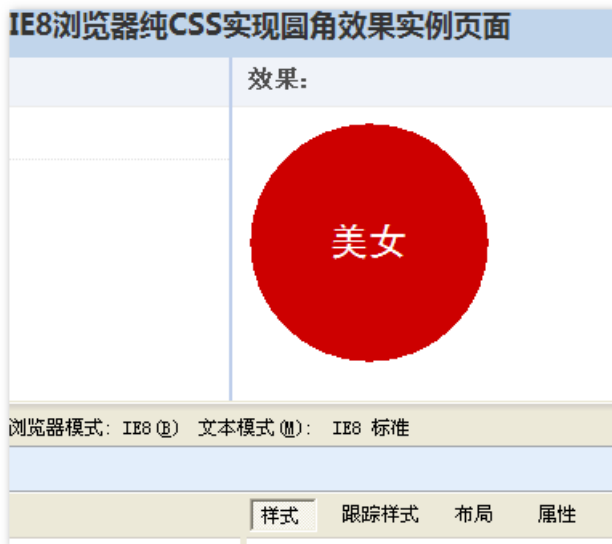 IE8浏览器纯CSS实现圆角效果实例页面
效果:
美女
浏览器模式: IE8(B) 文本模式(M): IE8 标准
样式 跟踪样式 布局 属性